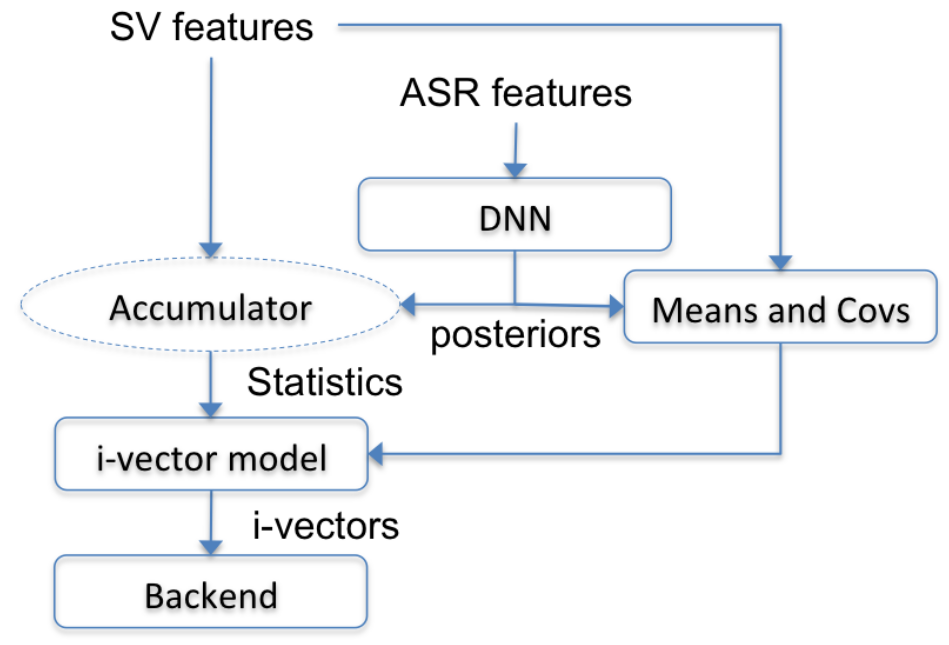 SV features
ASR features
DNN
Accumulator
Means and Covs
posteriors
Statistics
i-vector model
i-vectors
Backend